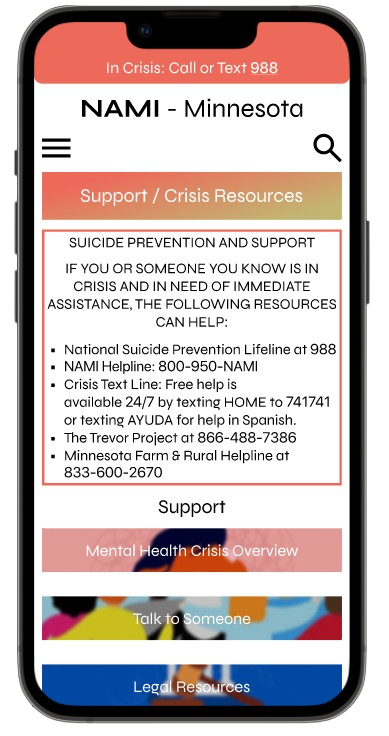 In Crisis: Call or Text 988
NAMI - Minnesota
Support / Crisis Resources
SUICIDE PREVENTION AND SUPPORT
IF YOU OR SOMEONE YOU KNOW IS IN
CRISIS AND IN NEED OF IMMEDIATE
ASSISTANCE, THE FOLLOWING RESOURCES
CAN HELP:
▪ National Suicide Prevention Lifeline at 988
▪ NAMI Helpline: 800-950-NAMI
▪ Crisis Text Line: Free help is
available 24/7 by texting HOME to 741741
or texting AYUDA for help in Spanish.
▪ The Trevor Project at 866-488-7386
▪ Minnesota Farm & Rural Helpline at
833-600-2670
Support
Mental Health Crisis Overview
Talk to Someone
Legal Resources